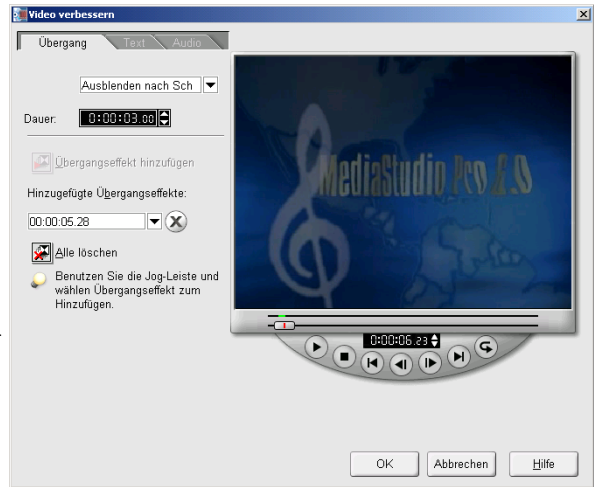 Video verbessern
Übergang
Text
Audio
Ausblenden nach Sch
Dauer:
0:00:03.00
Übergangseffekt hinzufügen
Hinzugefügte Übergangseffekte:
00:00:05.28
Alle löschen
Benutzen Sie die Jog-Leiste und
wählen Übergangseffekt zum
Hinzufügen.
MediaStudio Pro 8.0
0:00:06.23
OK
Abbrechen
Hilfe